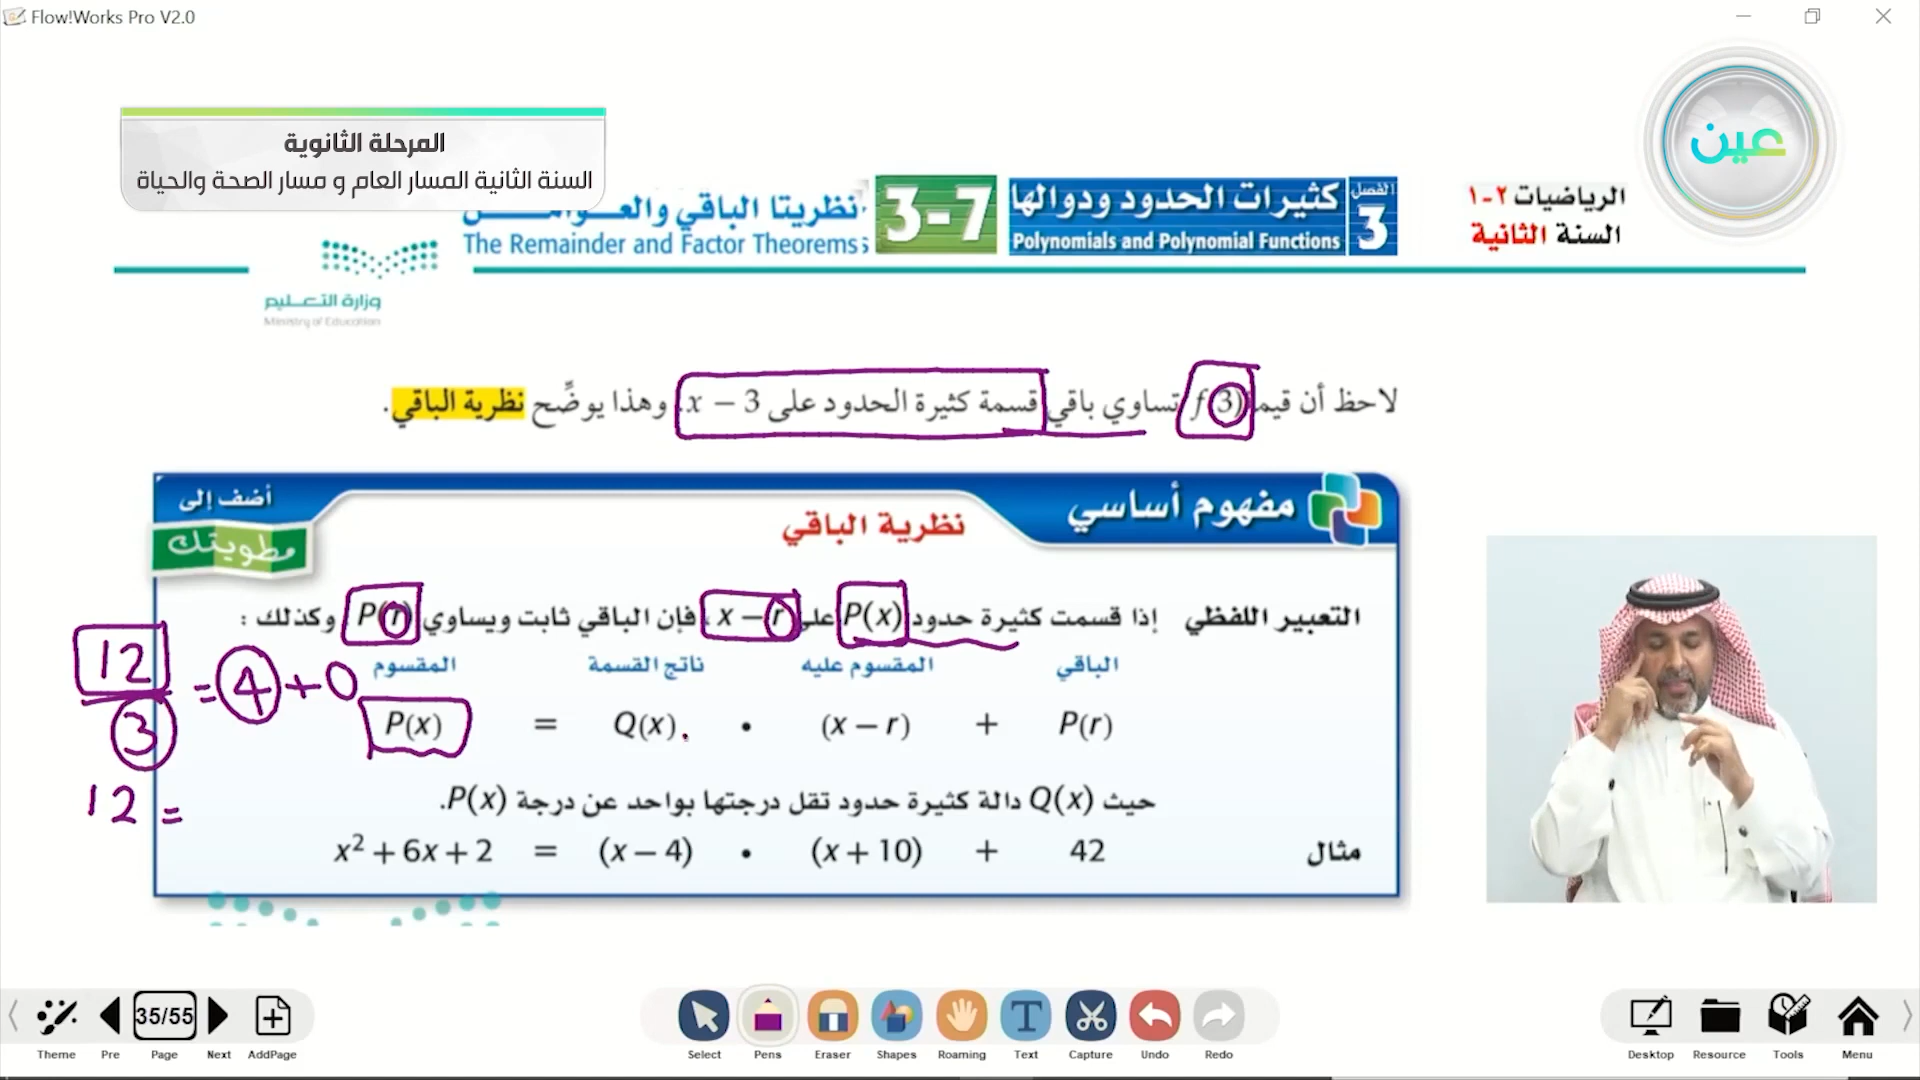 Flow!Works Pro V2.0
عين
المرحلة الثانوية
السنة الثانية المسار العام و مسار الصحة والحياة
الرياضيات ٢-١
السنة الثانية
الفصل 3
كثيرات الحدود ودوالها
Polynomials and Polynomial Functions
3-7
نظريتا الباقي
The Remainder and Factor Theorems
وزارة التعليم
Ministry of Education
لاحظ أن f(3) تساوي باقي قسمة كثيرة الحدود على x − 3 وهذا يوضِّح نظرية الباقي.
مفهوم أساسي
أضف إلى
مطويتك
نظرية الباقي
التعبير اللفظي إذا قسمت كثيرة حدود P(x) على x − r فإن الباقي ثابت ويساوي P(r) وكذلك :
الباقي المقسوم عليه ناتج القسمة المقسوم
P(x) = Q(x) • (x − r) + P(r)
حيث Q(x) دالة كثيرة حدود تقل درجتها بواحد عن درجة P(x).
مثال x² + 6x + 2 = (x − 4) • (x + 10) + 42
12/3 = 4 + 0
12 =
Theme Pre 35/55 Page Next AddPage
Select Pens Eraser Shapes Roaming Text Capture Undo Redo
Desktop Resource Tools Menu